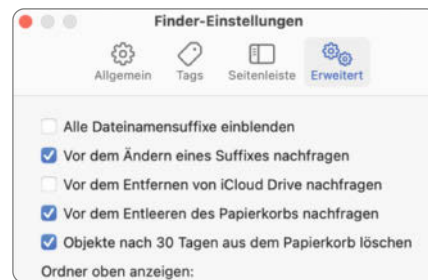 Finder-Einstellungen
Allgemein Tags Seitenleiste Erweitert
Alle Dateinamensuffixe einblenden
Vor dem Ändern eines Suffixes nachfragen
Vor dem Entfernen von iCloud Drive nachfragen
Vor dem Entleeren des Papierkorbs nachfragen
Objekte nach 30 Tagen aus dem Papierkorb löschen
Ordner oben anzeigen: